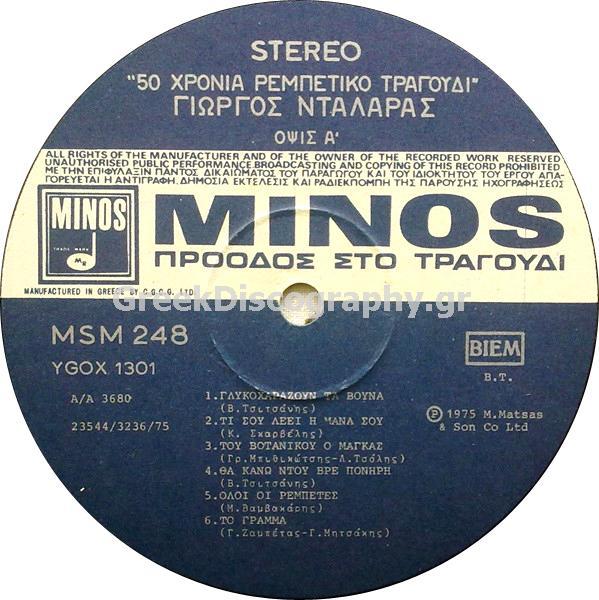 STEREO
"50 ΧΡΟΝΙΑ ΡΕΜΠΕΤΙΚΟ ΤΡΑΓΟΥΔΙ"
ΓΙΩΡΓΟΣ ΝΤΑΛΑΡΑΣ
ΟΨΙΣ Α'
ALL RIGHTS OF THE MANUFACTURER AND OF THE OWNER OF THE RECORDED WORK RESERVED
UNAUTHORISED PUBLIC PERFORMANCE BROADCASTING AND COPYING OF THIS RECORD PROHIBITED
ΜΕ ΤΗΝ ΕΠΙΦΥΛΑΞΙΝ ΠΑΝΤΟΣ ΔΙΚΑΙΩΜΑΤΟΣ ΤΟΥ ΠΑΡΑΓΩΓΟΥ ΚΑΙ ΤΟΥ ΙΔΙΟΚΤΗΤΟΥ ΤΟΥ ΕΡΓΟΥ ΑΠΑ-
ΓΟΡΕΥΕΤΑΙ Η ΑΝΤΙΓΡΑΦΗ, ΔΗΜΟΣΙΑ ΕΚΤΕΛΕΣΙΣ ΚΑΙ ΡΑΔΙΕΚΠΟΜΠΗ ΤΗΣ ΠΑΡΟΥΣΗΣ ΗΧΟΓΡΑΦΗΣΕΩΣ
MINOS
TRADE MARK
MINOS
ΠΡΟΟΔΟΣ ΣΤΟ ΤΡΑΓΟΥΔΙ
MANUFACTURED IN GREECE BY C.G.C.G. LTD
GreekDiscography.gr
MSM 248
YGOX 1301
BIEM
B.T.
A/A 3680
23544/3236/75
℗ 1975 M.Matsas
& Son Co Ltd
1.ΓΛΥΚΟΧΑΡΑΖΟΥΝ ΤΑ ΒΟΥΝΑ
(Β.Τσιτσάνης)
2.ΤΙ ΣΟΥ ΛΕΕΙ Η ΜΑΝΑ ΣΟΥ
(Κ. Σκαρβέλης)
3.ΤΟΥ ΒΟΤΑΝΙΚΟΥ Ο ΜΑΓΚΑΣ
(Γρ.Μπιθικώτσης-Λ.Τσώλης)
4.ΘΑ ΚΑΝΩ ΝΤΟΥ ΒΡΕ ΠΟΝΗΡΗ
(Β.Τσιτσάνης)
5.ΟΛΟΙ ΟΙ ΡΕΜΠΕΤΕΣ
(Μ.Βαμβακάρης)
6.ΤΟ ΓΡΑΜΜΑ
(Γ.Ζαμπέτας-Γ.Μητσάκης)